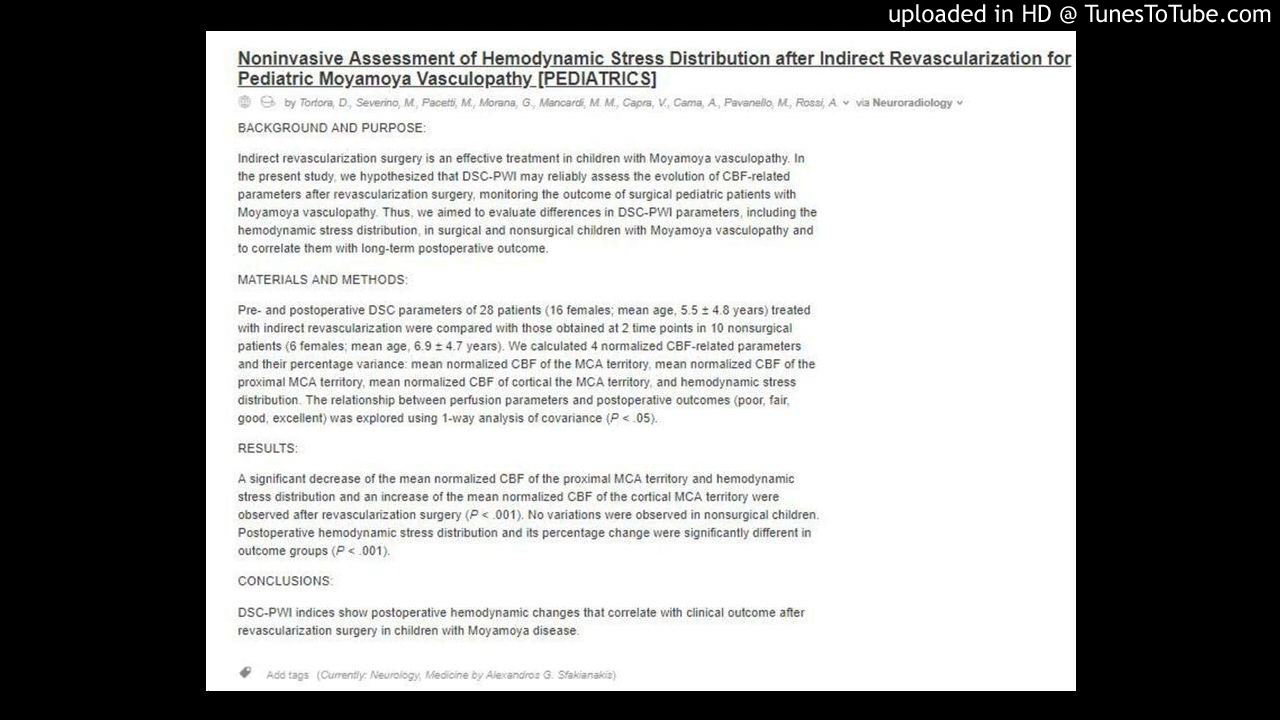 uploaded in HD @ TunesToTube.com
Noninvasive Assessment of Hemodynamic Stress Distribution after Indirect Revascularization for
Pediatric Moyamoya Vasculopathy [PEDIATRICS]
by Tortora, D., Severino, M., Pacetti, M., Morana, G., Mancardi, M. M., Capra, V., Cama, A., Pavanello, M., Rossi, A. via Neuroradiology
BACKGROUND AND PURPOSE:
Indirect revascularization surgery is an effective treatment in children with Moyamoya vasculopathy. In
the present study, we hypothesized that DSC-PWI may reliably assess the evolution of CBF-related
parameters after revascularization surgery, monitoring the outcome of surgical pediatric patients with
Moyamoya vasculopathy. Thus, we aimed to evaluate differences in DSC-PWI parameters, including the
hemodynamic stress distribution, in surgical and nonsurgical children with Moyamoya vasculopathy and
to correlate them with long-term postoperative outcome.
MATERIALS AND METHODS:
Pre- and postoperative DSC parameters of 28 patients (16 females; mean age, 5.5 ± 4.8 years) treated
with indirect revascularization were compared with those obtained at 2 time points in 10 nonsurgical
patients (6 females; mean age, 6.9 ± 4.7 years). We calculated 4 normalized CBF-related parameters
and their percentage variance: mean normalized CBF of the MCA territory, mean normalized CBF of the
proximal MCA territory, mean normalized CBF of cortical the MCA territory, and hemodynamic stress
distribution. The relationship between perfusion parameters and postoperative outcomes (poor, fair,
good, excellent) was explored using 1-way analysis of covariance (P < .05).
RESULTS:
A significant decrease of the mean normalized CBF of the proximal MCA territory and hemodynamic
stress distribution and an increase of the mean normalized CBF of the cortical MCA territory were
observed after revascularization surgery (P < .001). No variations were observed in nonsurgical children.
Postoperative hemodynamic stress distribution and its percentage change were significantly different in
outcome groups (P < .001).
CONCLUSIONS:
DSC-PWI indices show postoperative hemodynamic changes that correlate with clinical outcome after
revascularization surgery in children with Moyamoya disease.
Add tags (Currently: Neurology, Medicine by Alexandros G. Sfakianakis)